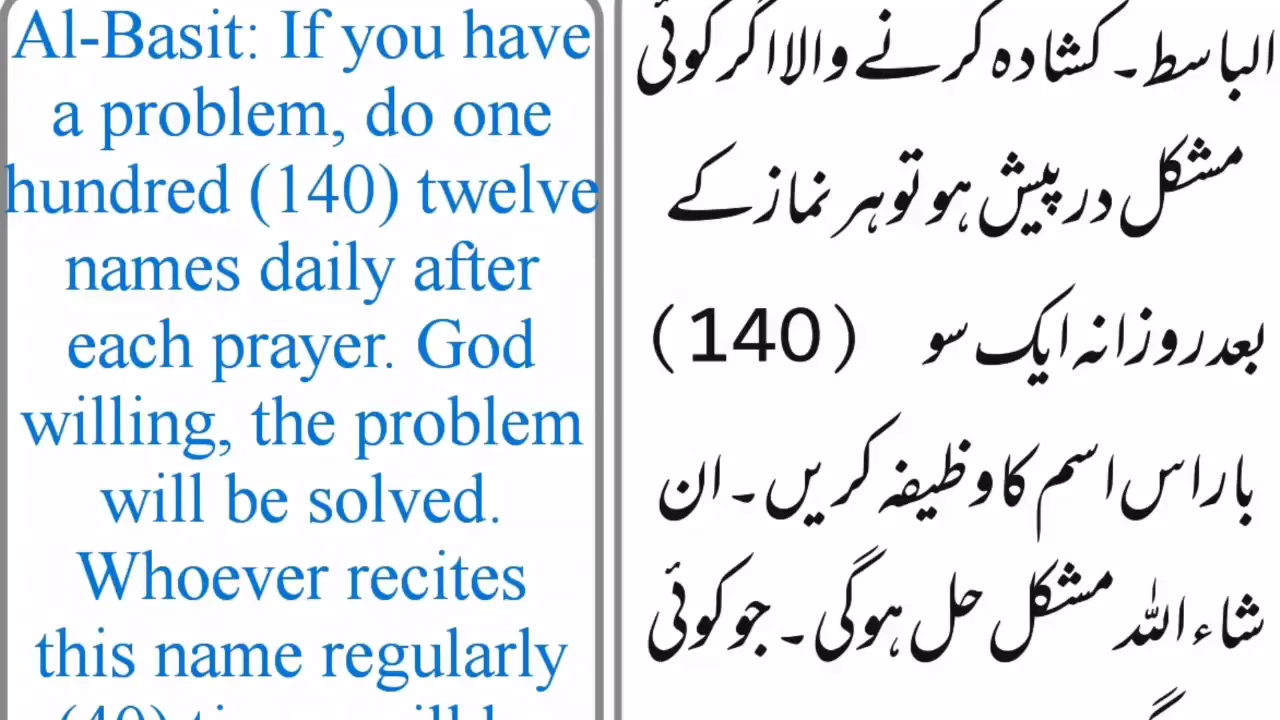 Al-Basit: If you have
a problem, do one
hundred (140) twelve
names daily after
each prayer. God
willing, the problem
will be solved.
Whoever recites
this name regularly
الباسط۔ کشادہ کرنے والا اگر کوئی
مشکل درپیش ہو تو ہر نماز کے
بعد روزانہ ایک سو (140)
بار اس اسم کا وظیفہ کریں۔ ان
شاء اللہ مشکل حل ہوگی۔ جو کوئی